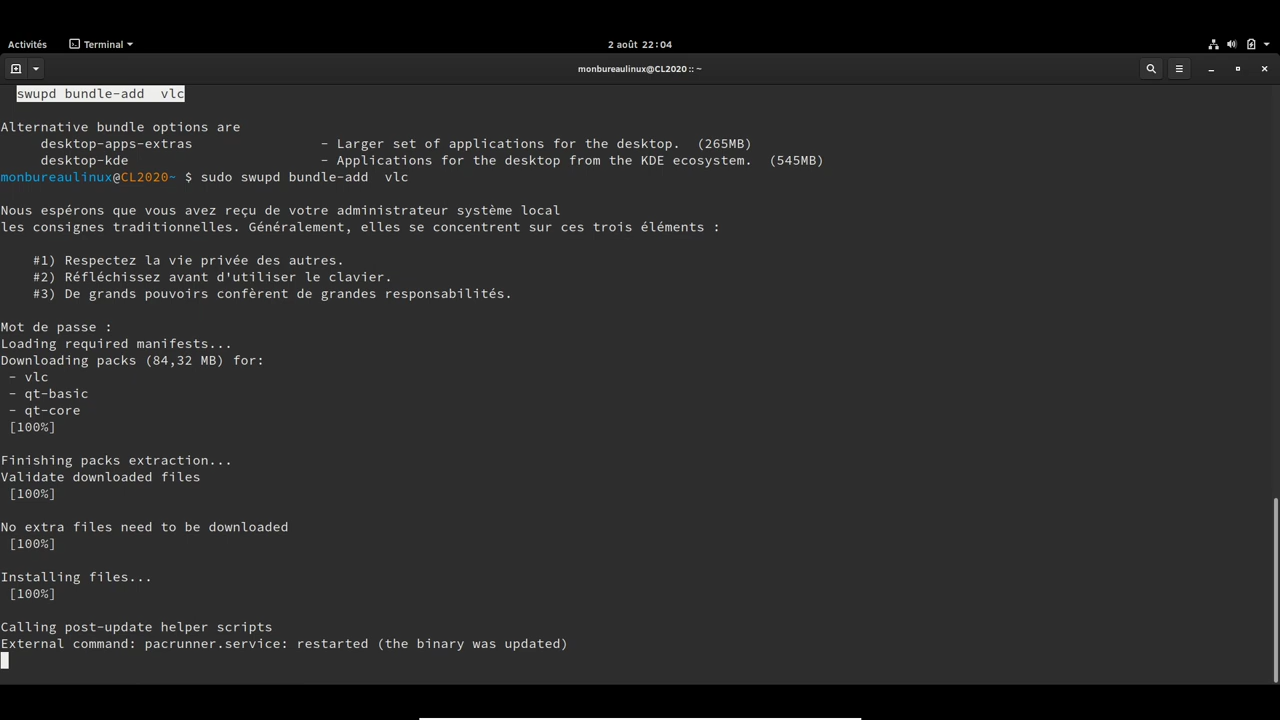 Activités
Terminal
2 août 22:04
monbureaulinux@CL2020 :: ~
swupd bundle-add  vlc
Alternative bundle options are
desktop-apps-extras - Larger set of applications for the desktop.  (265MB)
desktop-kde - Applications for the desktop from the KDE ecosystem.  (545MB)
monbureaulinux@CL2020~ $ sudo swupd bundle-add  vlc
Nous espérons que vous avez reçu de votre administrateur système local
les consignes traditionnelles. Généralement, elles se concentrent sur ces trois éléments :
#1) Respectez la vie privée des autres.
#2) Réfléchissez avant d'utiliser le clavier.
#3) De grands pouvoirs confèrent de grandes responsabilités.
Mot de passe :
Loading required manifests...
Downloading packs (84,32 MB) for:
- vlc
- qt-basic
- qt-core
[100%]
Finishing packs extraction...
Validate downloaded files
[100%]
No extra files need to be downloaded
[100%]
Installing files...
[100%]
Calling post-update helper scripts
External command: pacrunner.service: restarted (the binary was updated)